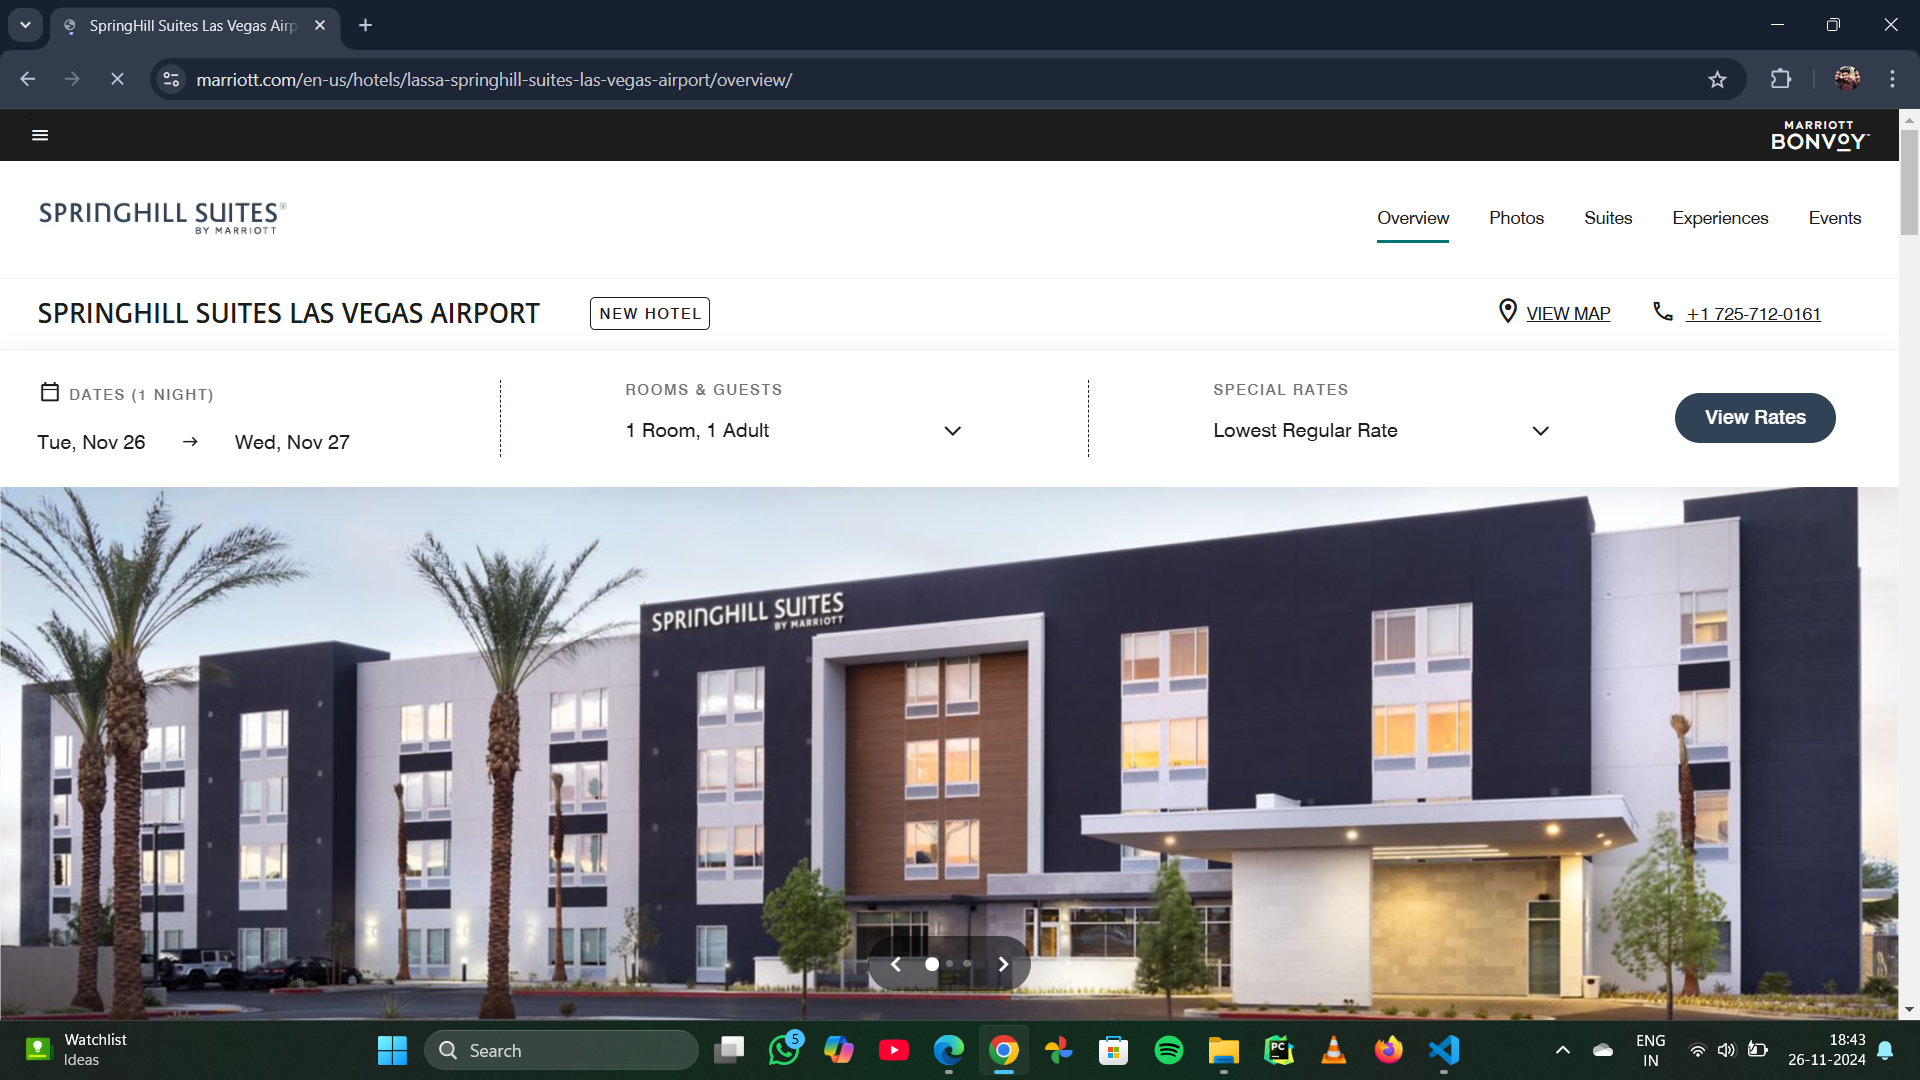 SpringHill Suites Las Vegas Airp
marriott.com/en-us/hotels/lassa-springhill-suites-las-vegas-airport/overview/
MARRIOTT
BONVOY™
SPRINGHILL SUITES®
BY MARRIOTT
Overview Photos Suites Experiences Events
SPRINGHILL SUITES LAS VEGAS AIRPORT NEW HOTEL VIEW MAP +1 725-712-0161
DATES (1 NIGHT) ROOMS & GUESTS SPECIAL RATES
Tue, Nov 26 → Wed, Nov 27 1 Room, 1 Adult Lowest Regular Rate View Rates
SPRINGHILL SUITES
BY MARRIOTT
Watchlist
Ideas
Search
5
PC
ENG
IN
18:43
26-11-2024